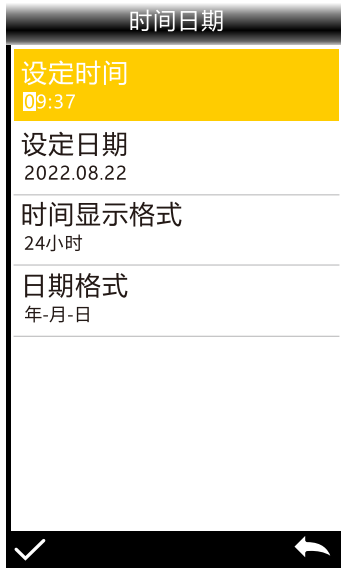 时间日期
设定时间
09:37
设定日期
2022.08.22
时间显示格式
24小时
日期格式
年-月-日